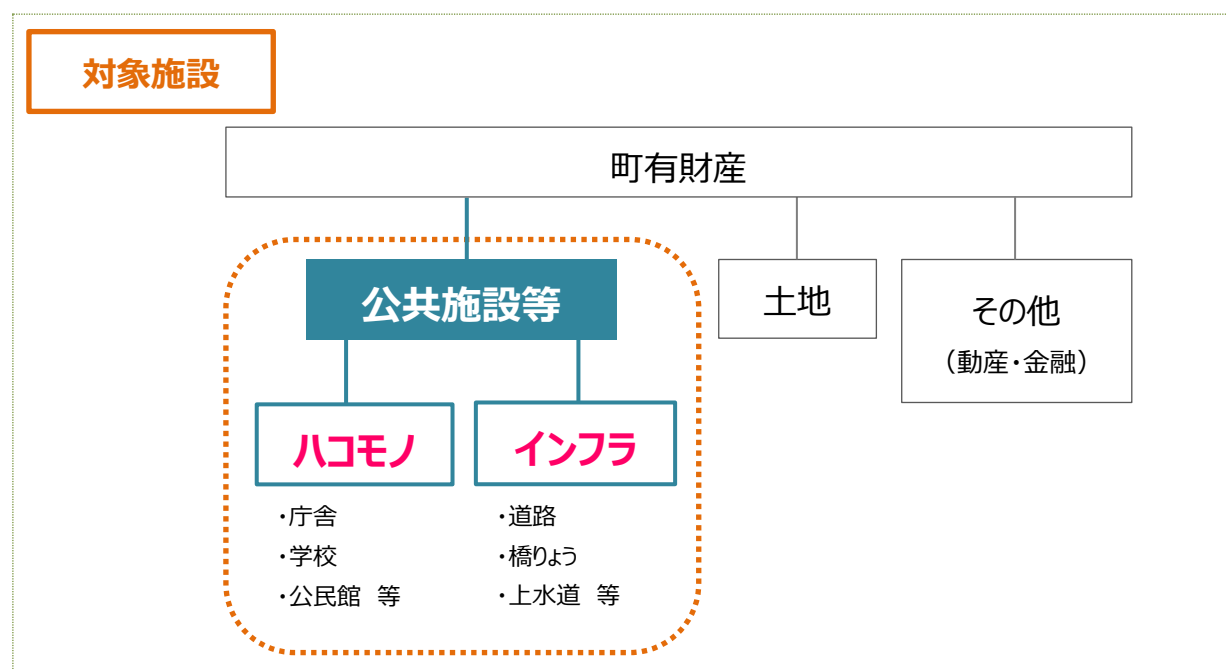 対象施設
町有財産
公共施設等
土地
その他
（動産・金融）
ハコモノ
インフラ
・庁舎
・学校
・公民館　等
・道路
・橋りょう
・上水道　等